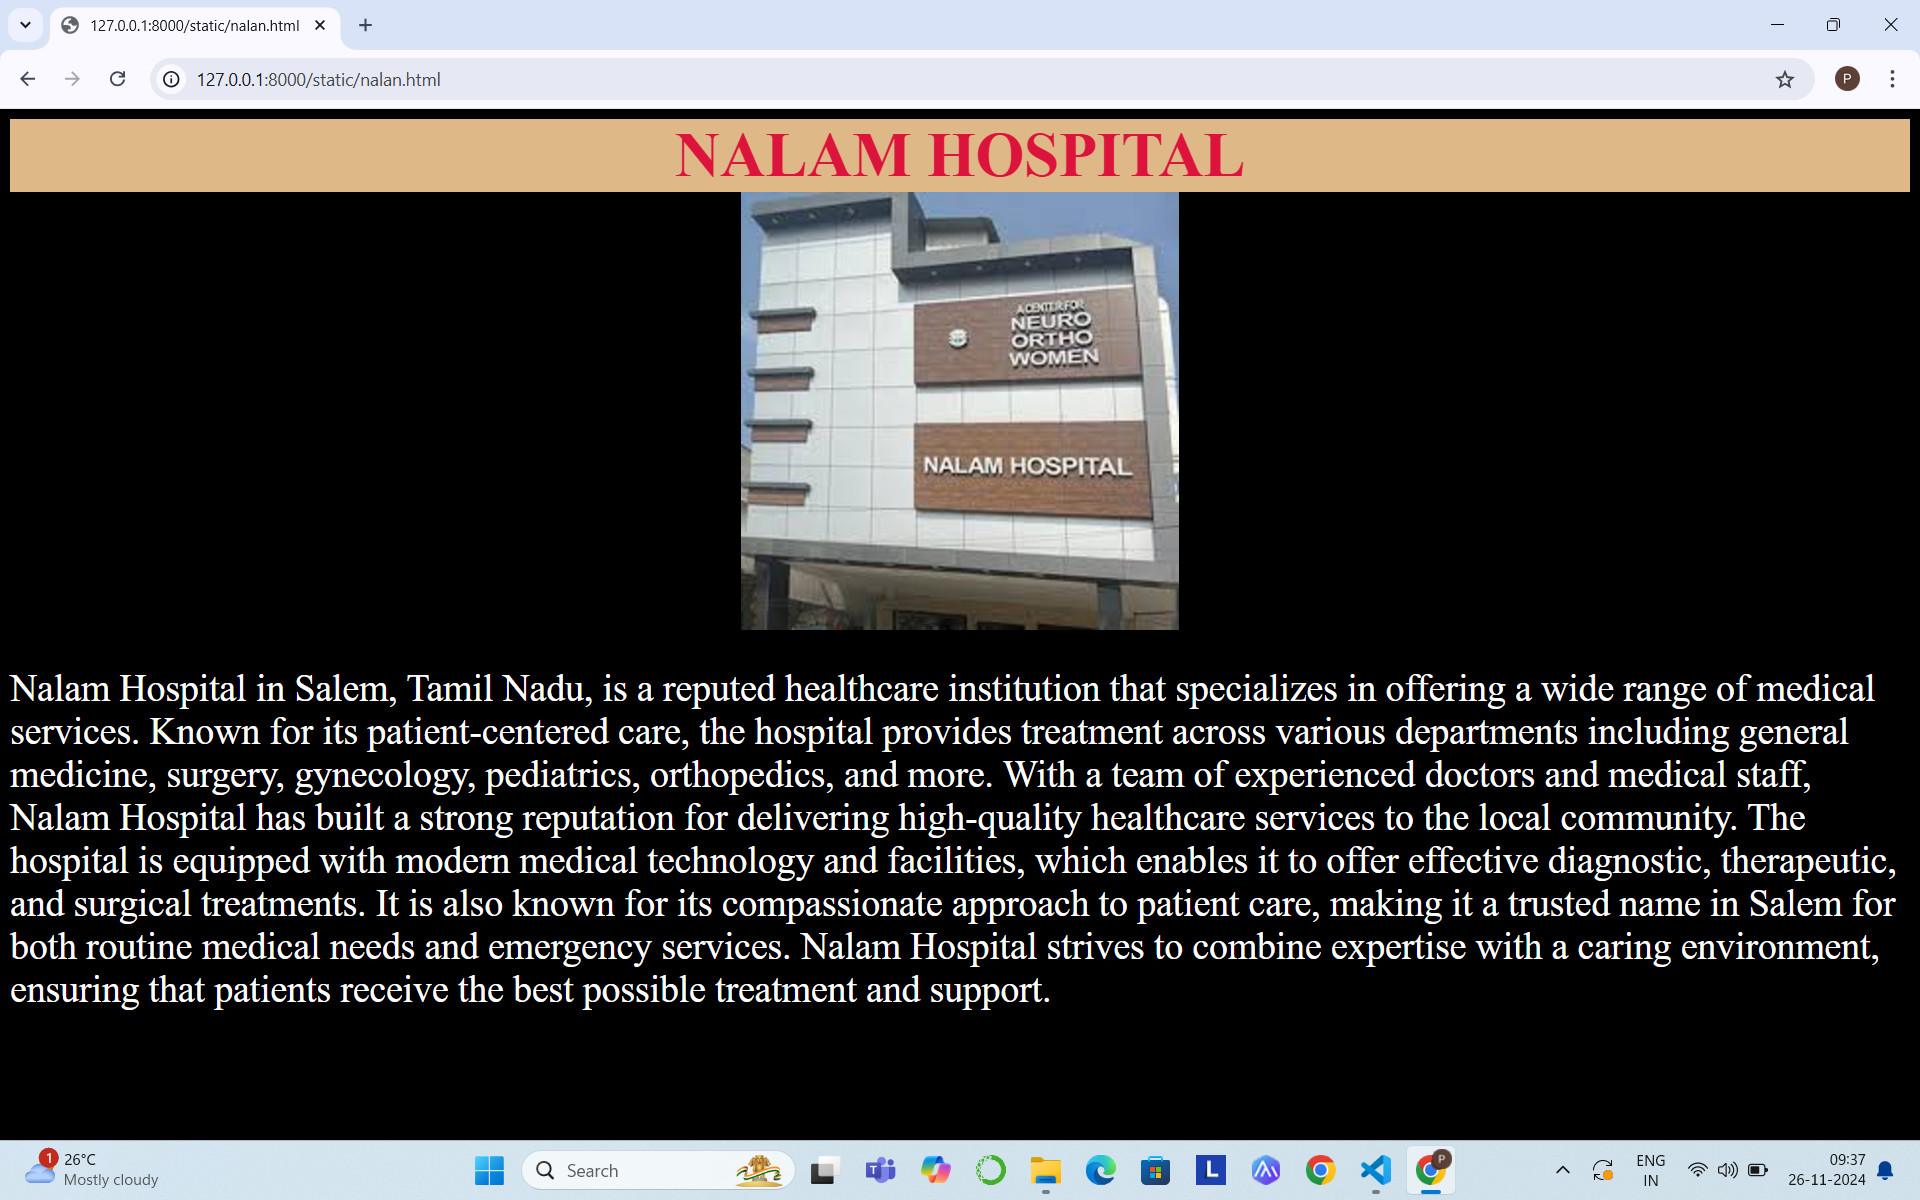 127.0.0.1:8000/static/nalan.html
127.0.0.1:8000/static/nalan.html
P
NALAM HOSPITAL
A CENTER FOR
NEURO
ORTHO
WOMEN
NALAM HOSPITAL
Nalam Hospital in Salem, Tamil Nadu, is a reputed healthcare institution that specializes in offering a wide range of medical
services. Known for its patient-centered care, the hospital provides treatment across various departments including general
medicine, surgery, gynecology, pediatrics, orthopedics, and more. With a team of experienced doctors and medical staff,
Nalam Hospital has built a strong reputation for delivering high-quality healthcare services to the local community. The
hospital is equipped with modern medical technology and facilities, which enables it to offer effective diagnostic, therapeutic,
and surgical treatments. It is also known for its compassionate approach to patient care, making it a trusted name in Salem for
both routine medical needs and emergency services. Nalam Hospital strives to combine expertise with a caring environment,
ensuring that patients receive the best possible treatment and support.
1
26°C
Mostly cloudy
Search
T
L
P
ENG
IN
09:37
26-11-2024